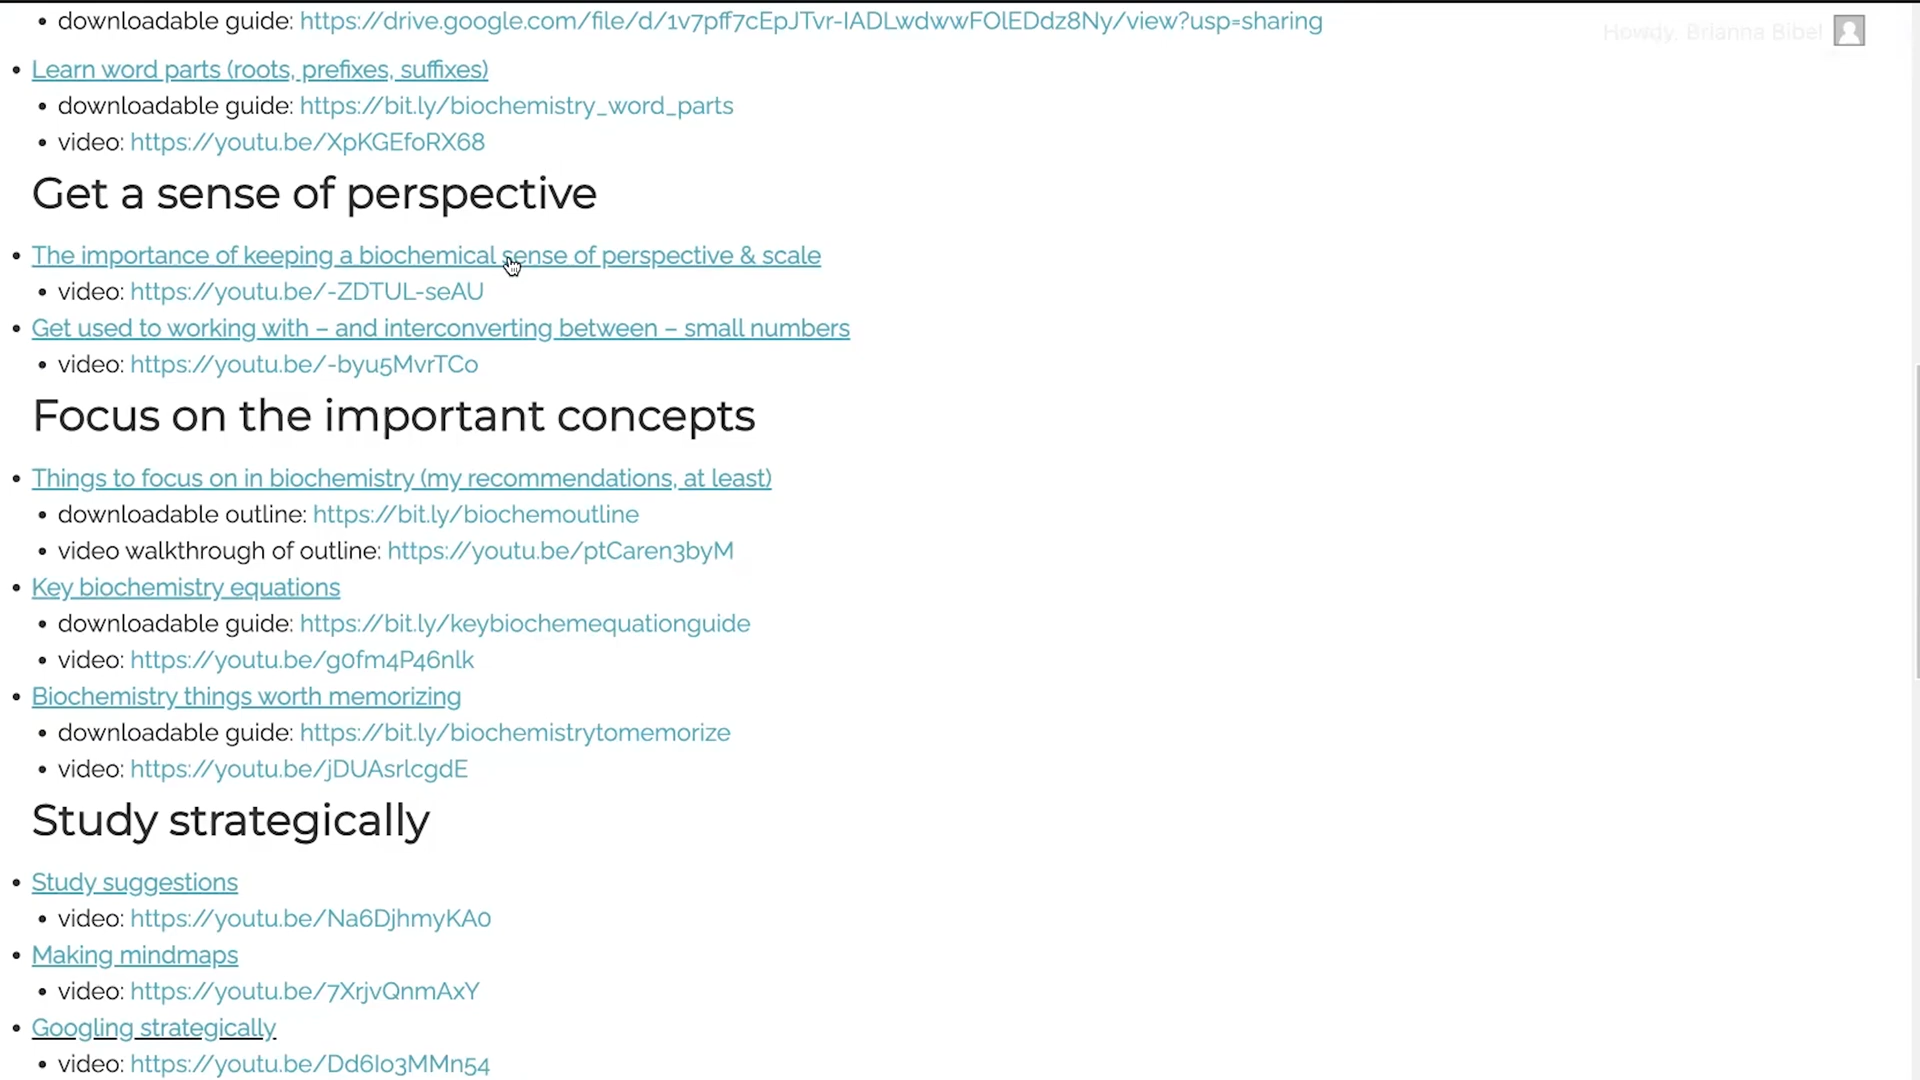 downloadable guide: https://drive.google.com/file/d/1v7pff7cEpJTvr-IADLwdwwFOlEDdz8Ny/view?usp=sharing
Howdy, Brianna Bibel
Learn word parts (roots, prefixes, suffixes)
downloadable guide: https://bit.ly/biochemistry_word_parts
video: https://youtu.be/XpKGEfoRX68
Get a sense of perspective
The importance of keeping a biochemical sense of perspective & scale
video: https://youtu.be/-ZDTUL-seAU
Get used to working with – and interconverting between – small numbers
video: https://youtu.be/-byu5MvrTCo
Focus on the important concepts
Things to focus on in biochemistry (my recommendations, at least)
downloadable outline: https://bit.ly/biochemoutline
video walkthrough of outline: https://youtu.be/ptCaren3byM
Key biochemistry equations
downloadable guide: https://bit.ly/keybiochemequationguide
video: https://youtu.be/g0fm4P46nlk
Biochemistry things worth memorizing
downloadable guide: https://bit.ly/biochemistrytomemorize
video: https://youtu.be/jDUAsrlcgdE
Study strategically
Study suggestions
video: https://youtu.be/Na6DjhmyKA0
Making mindmaps
video: https://youtu.be/7XrjvQnmAxY
Googling strategically
video: https://youtu.be/Dd6Io3MMn54